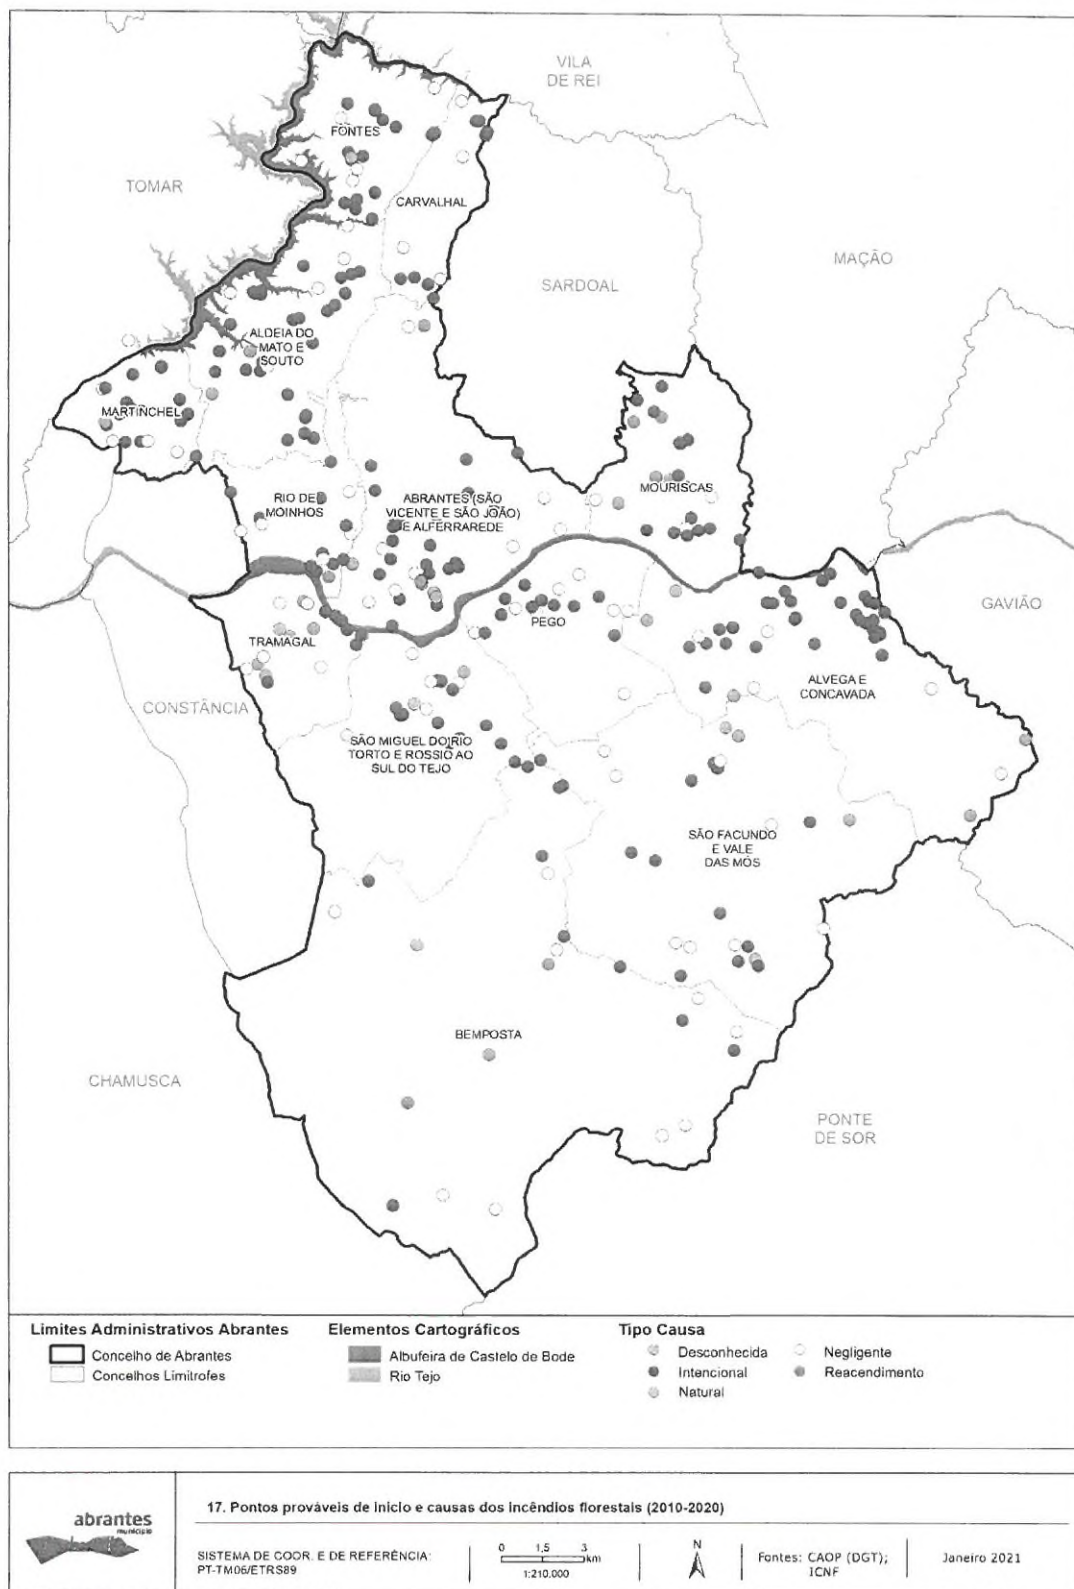 VILA
DE REI
FONTES
TOMAR
CARVALHAL
MAÇÃO
SARDOAL
ALDEIA DO
MATO E
SOUTO
MARTINCHEL
MOURISCAS
RIO DE
MOINHOS
ABRANTES (SÃO
VICENTE E SÃO JOÃO)
E ALFERRAREDE
GAVIÃO
PEGO
TRAMAGAL
ALVEGA E
CONCAVADA
CONSTÂNCIA
SÃO MIGUEL DO RIO
TORTO E ROSSIO AO
SUL DO TEJO
SÃO FACUNDO
E VALE
DAS MÓS
BEMPOSTA
CHAMUSCA
PONTE
DE SOR
Limites Administrativos Abrantes
Concelho de Abrantes
Concelhos Limítrofes
Elementos Cartográficos
Albufeira de Castelo de Bode
Rio Tejo
Tipo Causa
Desconhecida
Intencional
Natural
Negligente
Reacendimento
abrantes
município
17. Pontos prováveis de início e causas dos incêndios florestais (2010-2020)
SISTEMA DE COOR. E DE REFERÊNCIA:
PT-TM06/ETRS89
0 1,5 3
km
1:210.000
N
Fontes: CAOP (DGT);
ICNF
Janeiro 2021